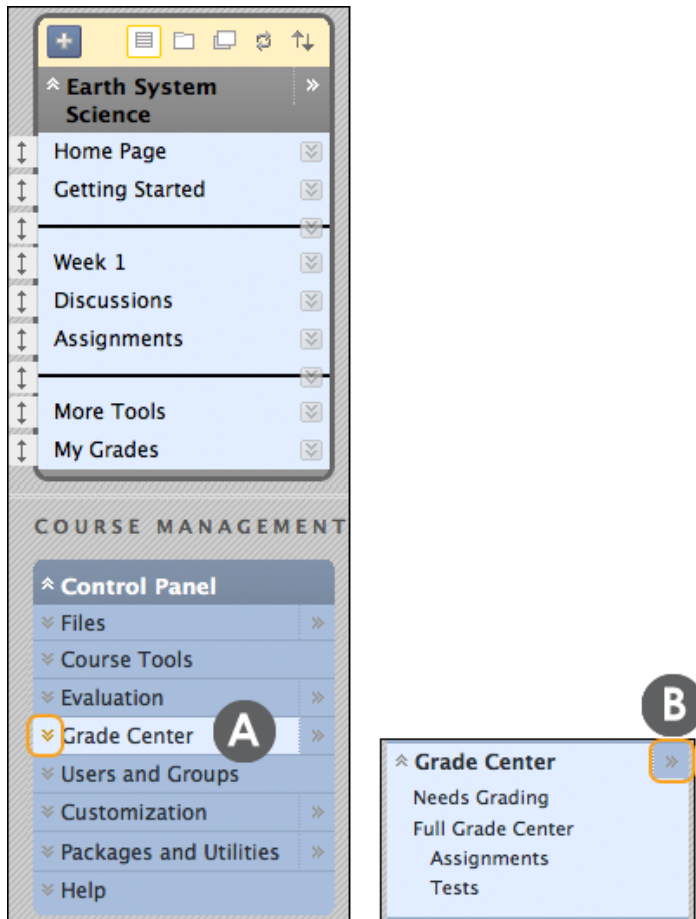 Earth System
Science
Home Page
Getting Started
Week 1
Discussions
Assignments
More Tools
My Grades
COURSE MANAGEMENT
Control Panel
Files
Course Tools
Evaluation
Grade Center
A
Users and Groups
Customization
Packages and Utilities
Help
B
Grade Center
Needs Grading
Full Grade Center
Assignments
Tests